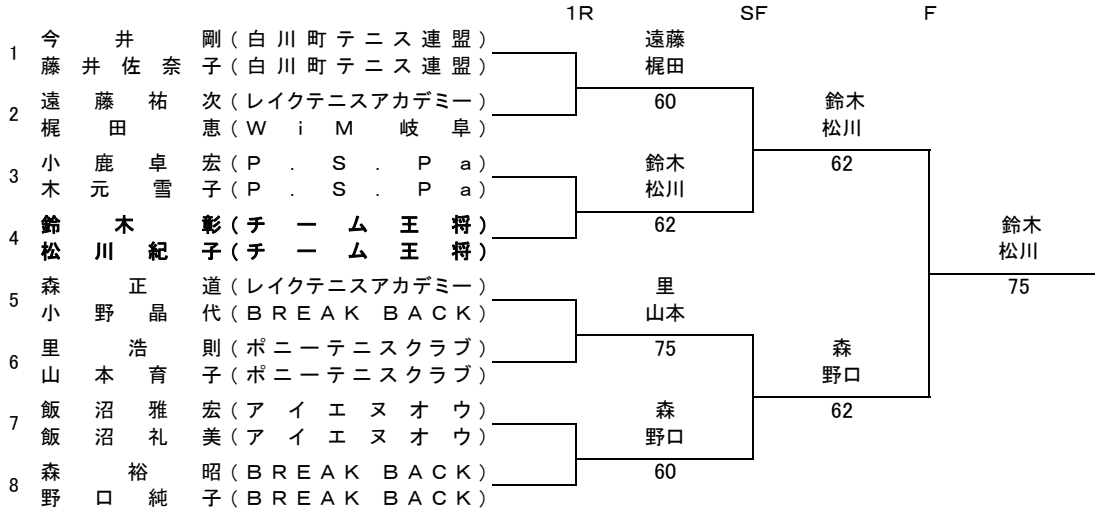 1R SF F
1 今井剛(白川町テニス連盟)
藤井佐奈子(白川町テニス連盟)
遠藤
梶田
60
2 遠藤祐次(レイクテニスアカデミー)
梶田恵(WiM岐阜)
鈴木
松川
62
3 小鹿卓宏(P.S.Pa)
木元雪子(P.S.Pa)
鈴木
松川
62
4 鈴木彰(チーム王将)
松川紀子(チーム王将)
鈴木
松川
75
5 森正道(レイクテニスアカデミー)
小野晶代(BREAK BACK)
里
山本
75
6 里浩則(ポニーテニスクラブ)
山本育子(ポニーテニスクラブ)
森
野口
62
7 飯沼雅宏(アイエヌオウ)
飯沼礼美(アイエヌオウ)
森
野口
60
8 森裕昭(BREAK BACK)
野口純子(BREAK BACK)